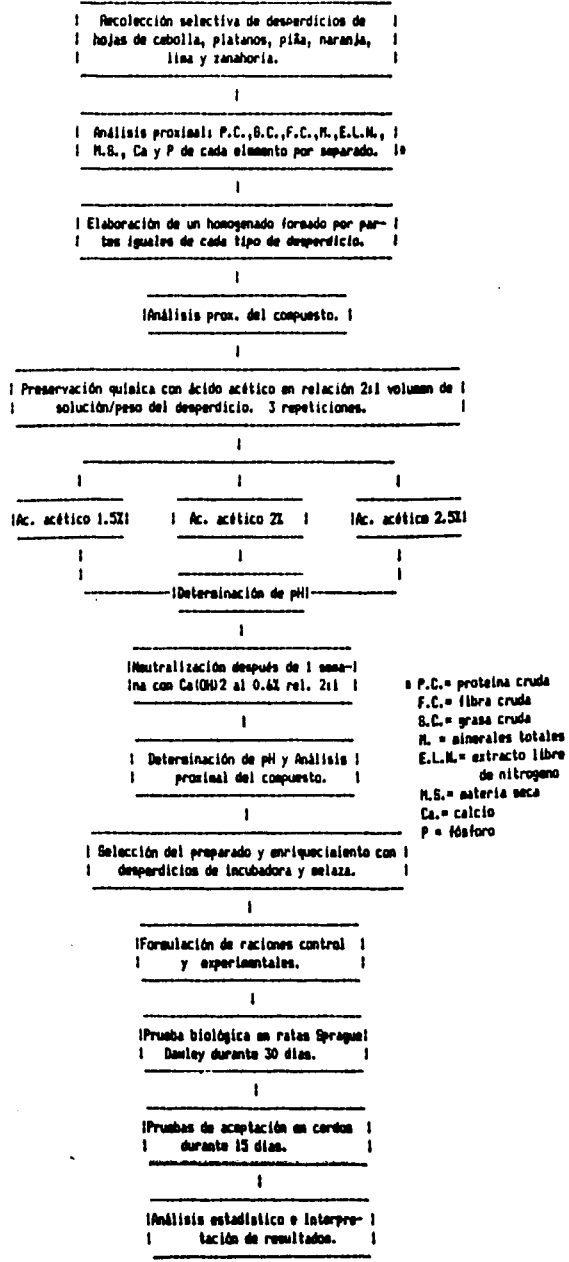 Recolección selectiva de desperdicios de
hojas de cebolla, platanos, piña, naranja,
lima y zanahoria.
Análisis proximal: P.C.,G.C.,F.C.,M.,E.L.N.,
M.S., Ca y P de cada elemento por separado. *
Elaboración de un homogenado formado por par-
tes iguales de cada tipo de desperdicio.
Análisis prox. del compuesto.
Preservación química con ácido acético en relación 2:1 volumen de
solución/peso del desperdicio. 3 repeticiones.
Ac. acético 1.5% Ac. acético 2% Ac. acético 2.5%
Determinación de pH
Neutralización después de 1 sema-
na con Ca(OH)2 al 0.6% rel. 2:1
Determinación de pH y Análisis
proximal del compuesto.
Selección del preparado y enriquecimiento con
desperdicios de incubadora y melaza.
Formulación de raciones control
y experimentales.
Prueba biológica en ratas Sprague
Dawley durante 30 días.
Pruebas de aceptación en cerdos
durante 15 días.
Análisis estadístico e interpre-
tación de resultados.
* P.C.= proteína cruda
F.C.= fibra cruda
G.C.= grasa cruda
M. = minerales totales
E.L.N.= extracto libre
de nitrogeno
M.S.= materia seca
Ca.= calcio
P = fósforo